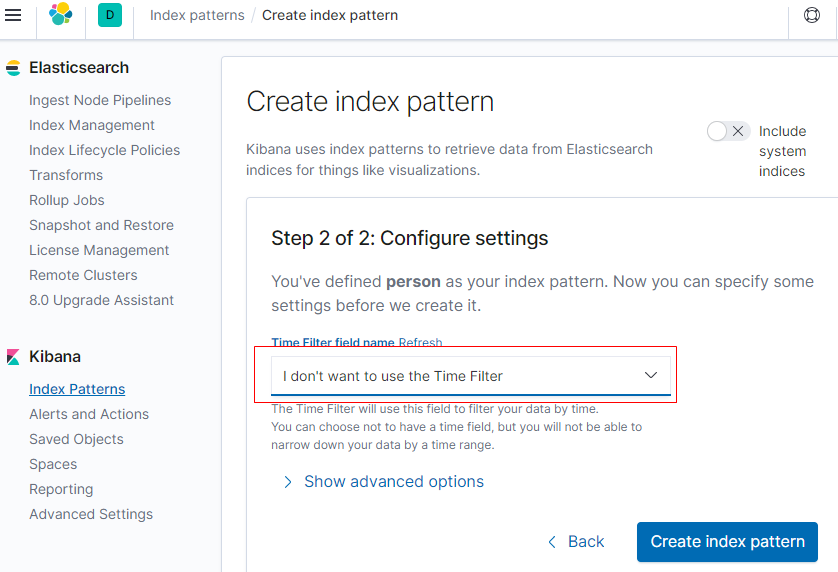 D Index patterns / Create index pattern
Elasticsearch
Ingest Node Pipelines
Index Management
Index Lifecycle Policies
Transforms
Rollup Jobs
Snapshot and Restore
License Management
Remote Clusters
8.0 Upgrade Assistant
Kibana
Index Patterns
Alerts and Actions
Saved Objects
Spaces
Reporting
Advanced Settings
Create index pattern
Kibana uses index patterns to retrieve data from Elasticsearch
indices for things like visualizations.
Include
system
indices
Step 2 of 2: Configure settings
You've defined person as your index pattern. Now you can specify some
settings before we create it.
Time Filter field name Refresh
I don't want to use the Time Filter
The Time Filter will use this field to filter your data by time.
You can choose not to have a time field, but you will not be able to
narrow down your data by a time range.
Show advanced options
Back
Create index pattern